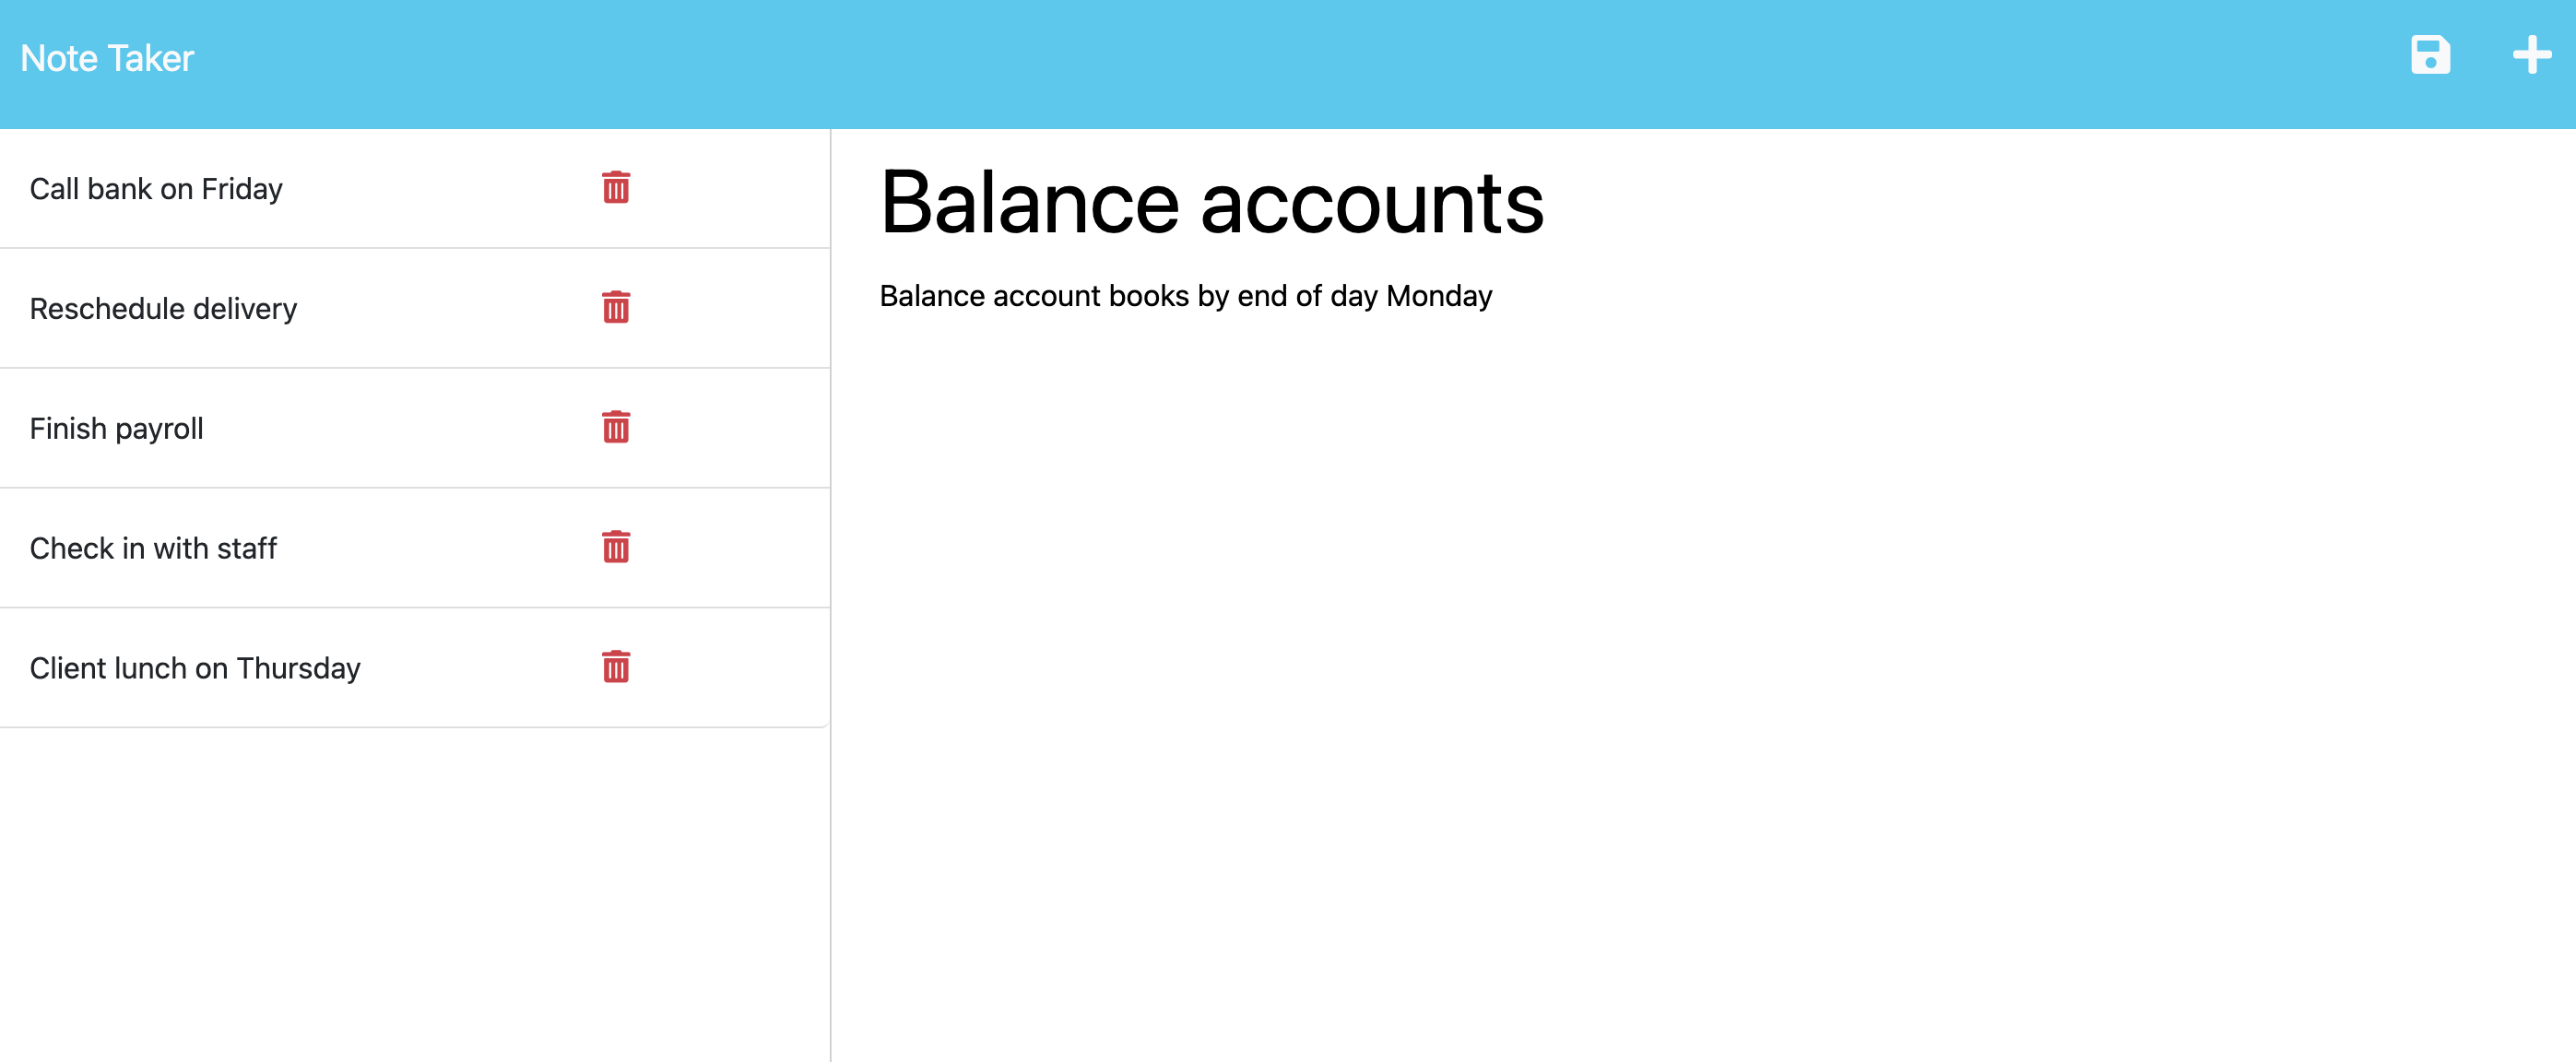 Note Taker
Call bank on Friday
Reschedule delivery
Finish payroll
Check in with staff
Client lunch on Thursday
Balance accounts
Balance account books by end of day Monday